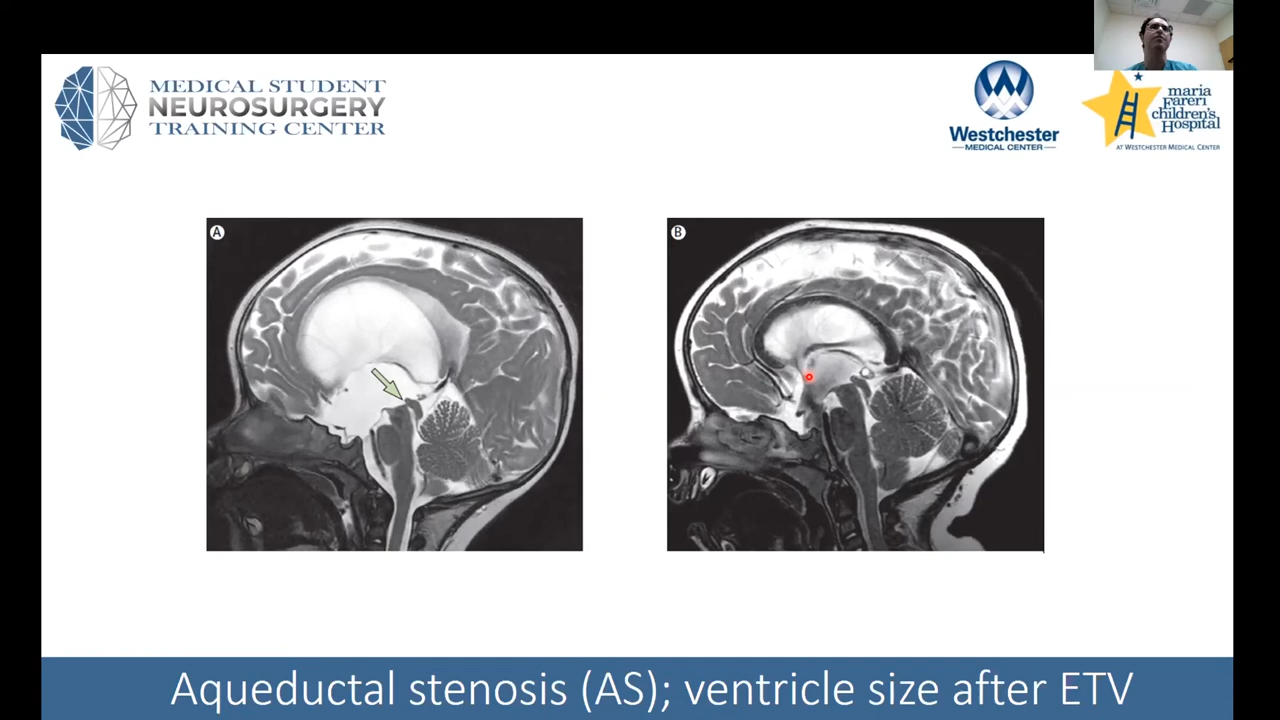 MEDICAL STUDENT
NEUROSURGERY
TRAINING CENTER
Westchester
MEDICAL CENTER
maria
fareri
children's
Hospital
AT WESTCHESTER MEDICAL CENTER
A
B
Aqueductal stenosis (AS); ventricle size after ETV